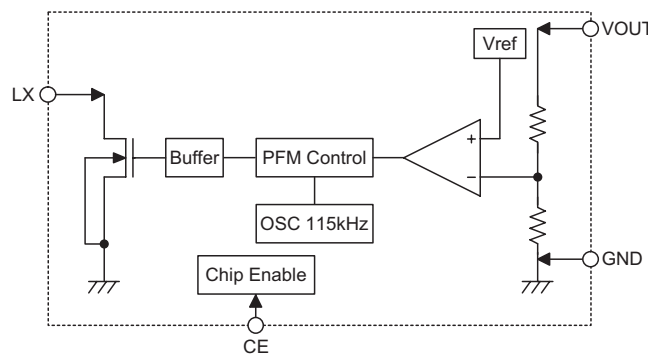 VOUT
Vref
LX
+
Buffer
PFM Control
−
OSC 115kHz
GND
Chip Enable
CE